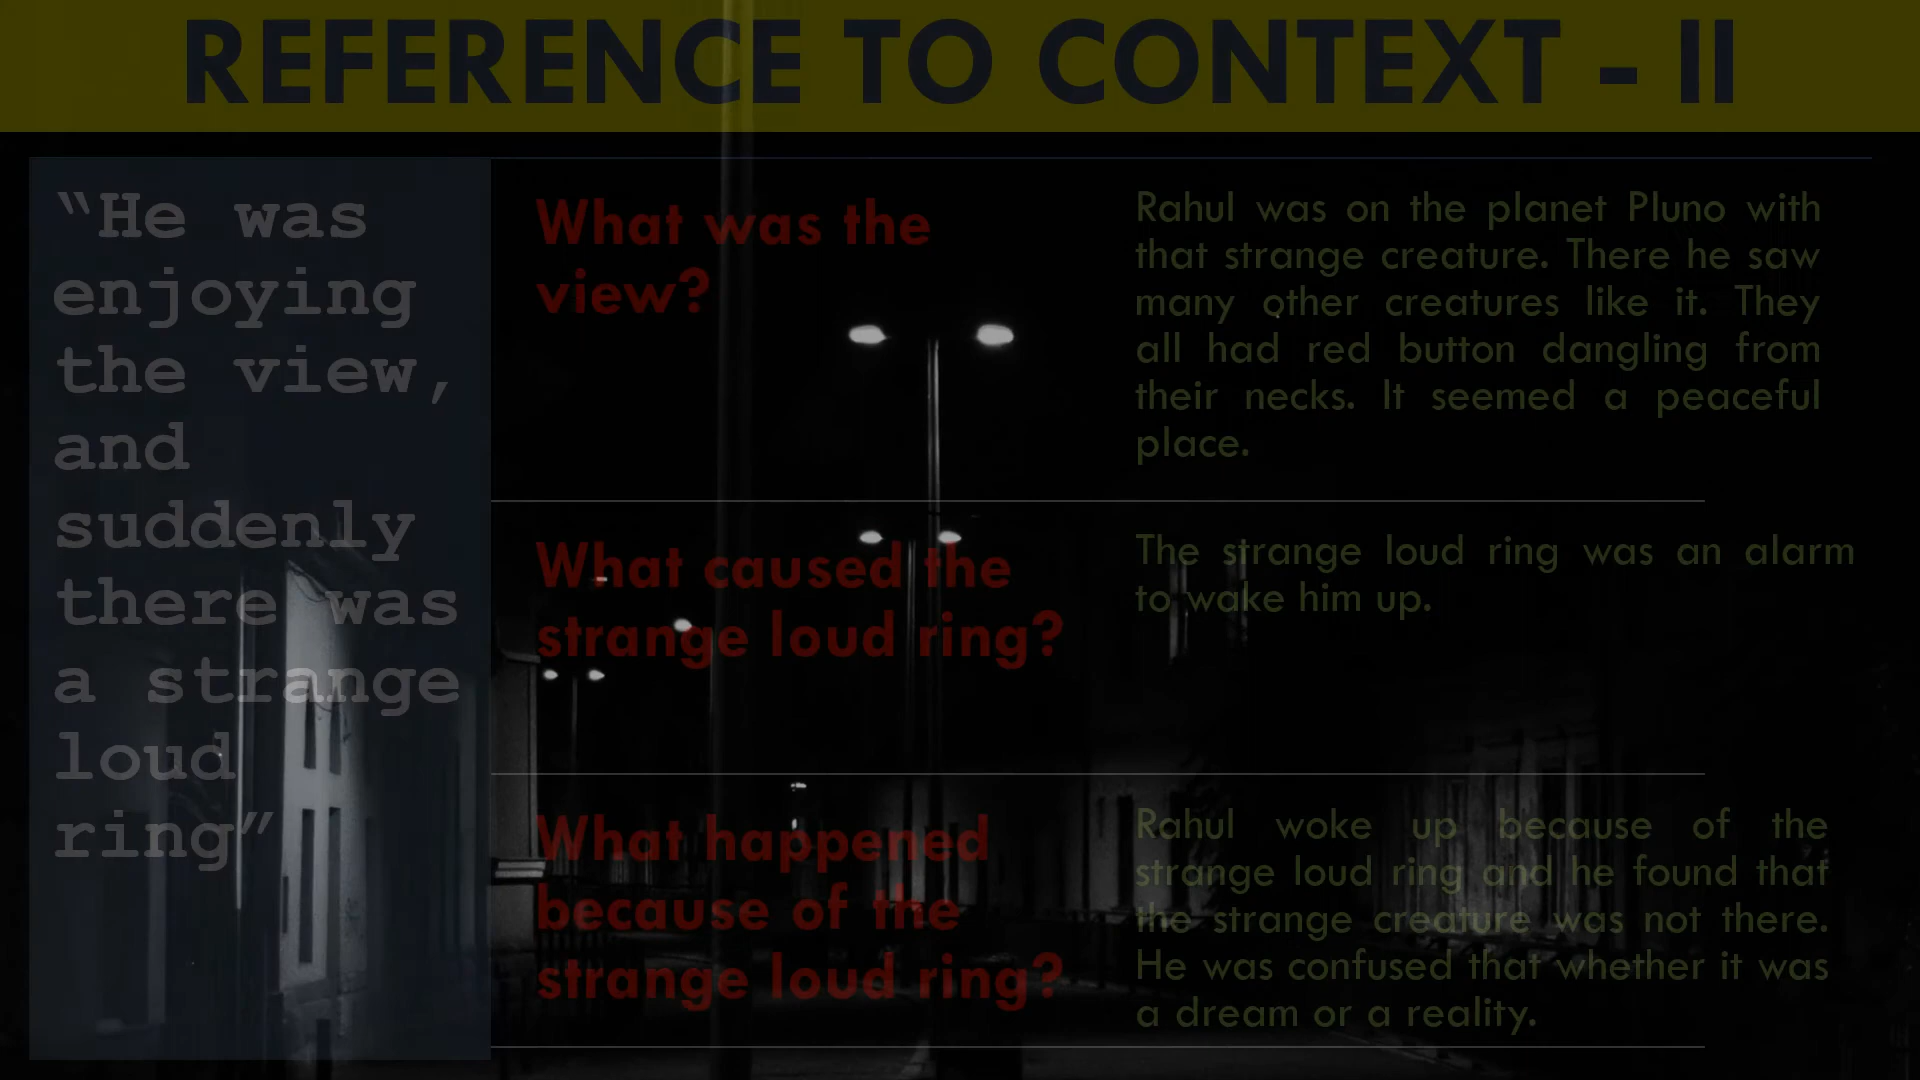 REFERENCE TO CONTEXT - II
“He was
enjoying
the view,
and
suddenly
there was
a strange
loud
ring”
What was the
view?
Rahul was on the planet Pluno with
that strange creature. There he saw
many other creatures like it. They
all had red button dangling from
their necks. It seemed a peaceful
place.
What caused the
strange loud ring?
The strange loud ring was an alarm
to wake him up.
What happened
because of the
strange loud ring?
Rahul woke up because of the
strange loud ring and he found that
the strange creature was not there.
He was confused that whether it was
a dream or a reality.